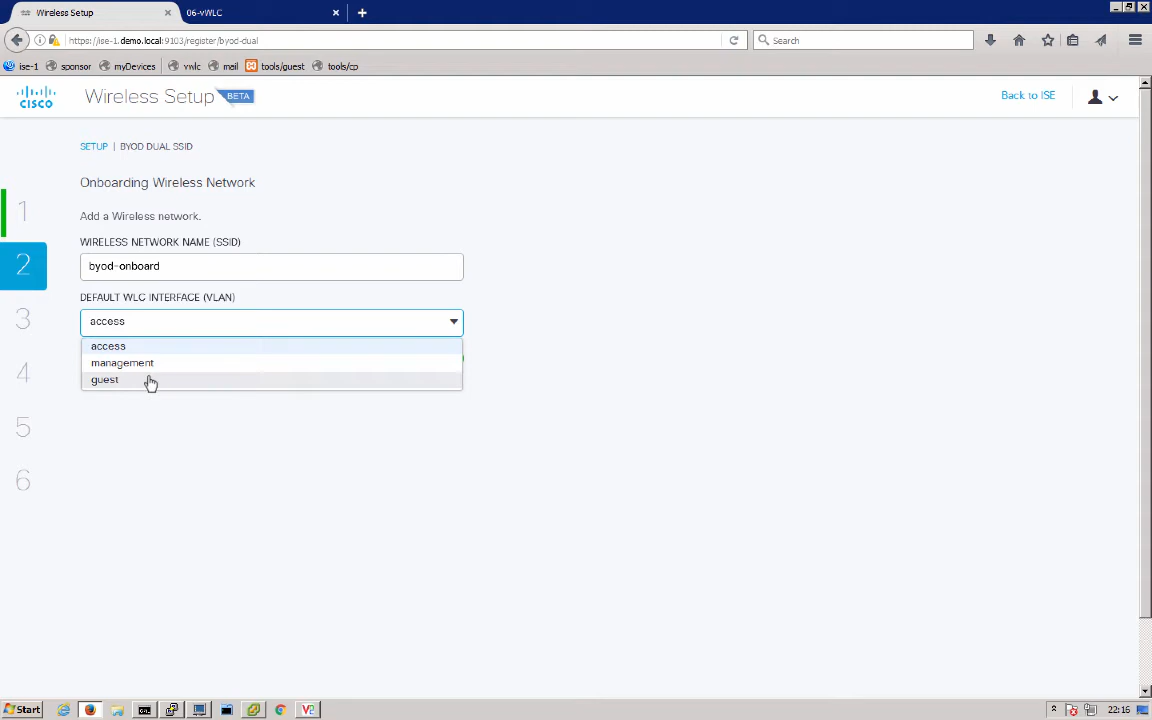 Wireless Setup
06-vWLC
https://ise-1.demo.local:9103/register/byod-dual
Search
ise-1 sponsor myDevices vwlc mail tools/guest tools/cp
CISCO
Wireless Setup BETA
Back to ISE
SETUP | BYOD DUAL SSID
Onboarding Wireless Network
Add a Wireless network.
WIRELESS NETWORK NAME (SSID)
byod-onboard
DEFAULT WLC INTERFACE (VLAN)
access
access
management
guest
1
2
3
4
5
6
Start
22:16